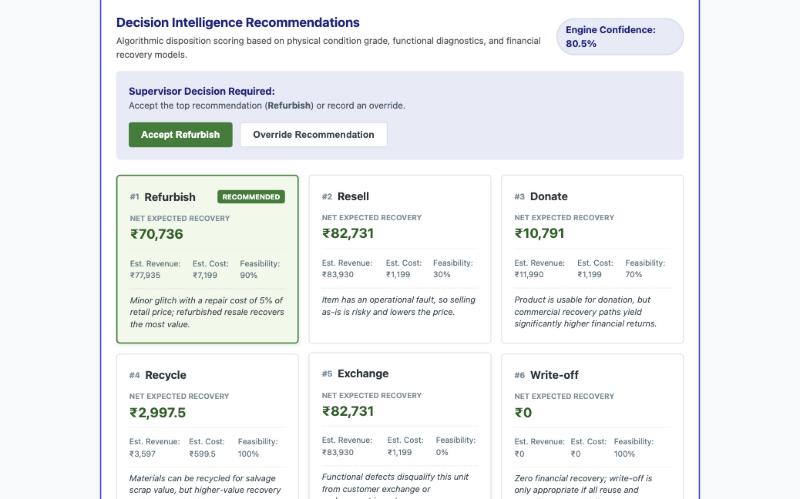 Decision Intelligence Recommendations
Algorithmic disposition scoring based on physical condition grade, functional diagnostics, and financial
recovery models.
Engine Confidence:
80.5%
Supervisor Decision Required:
Accept the top recommendation (Refurbish) or record an override.
Accept Refurbish
Override Recommendation
#1 Refurbish RECOMMENDED
NET EXPECTED RECOVERY
₹70,736
Est. Revenue: Est. Cost: Feasibility:
₹77,935 ₹7,199 90%
Minor glitch with a repair cost of 5% of
retail price; refurbished resale recovers
the most value.
#2 Resell
NET EXPECTED RECOVERY
₹82,731
Est. Revenue: Est. Cost: Feasibility:
₹83,930 ₹1,199 30%
Item has an operational fault, so selling
as-is is risky and lowers the price.
#3 Donate
NET EXPECTED RECOVERY
₹10,791
Est. Revenue: Est. Cost: Feasibility:
₹11,990 ₹1,199 70%
Product is usable for donation, but
commercial recovery paths yield
significantly higher financial returns.
#4 Recycle
NET EXPECTED RECOVERY
₹2,997.5
Est. Revenue: Est. Cost: Feasibility:
₹3,597 ₹599.5 100%
Materials can be recycled for salvage
scrap value, but higher-value recovery
#5 Exchange
NET EXPECTED RECOVERY
₹82,731
Est. Revenue: Est. Cost: Feasibility:
₹83,930 ₹1,199 0%
Functional defects disqualify this unit
from customer exchange or
#6 Write-off
NET EXPECTED RECOVERY
₹0
Est. Revenue: Est. Cost: Feasibility:
₹0 ₹0 100%
Zero financial recovery; write-off is
only appropriate if all reuse and